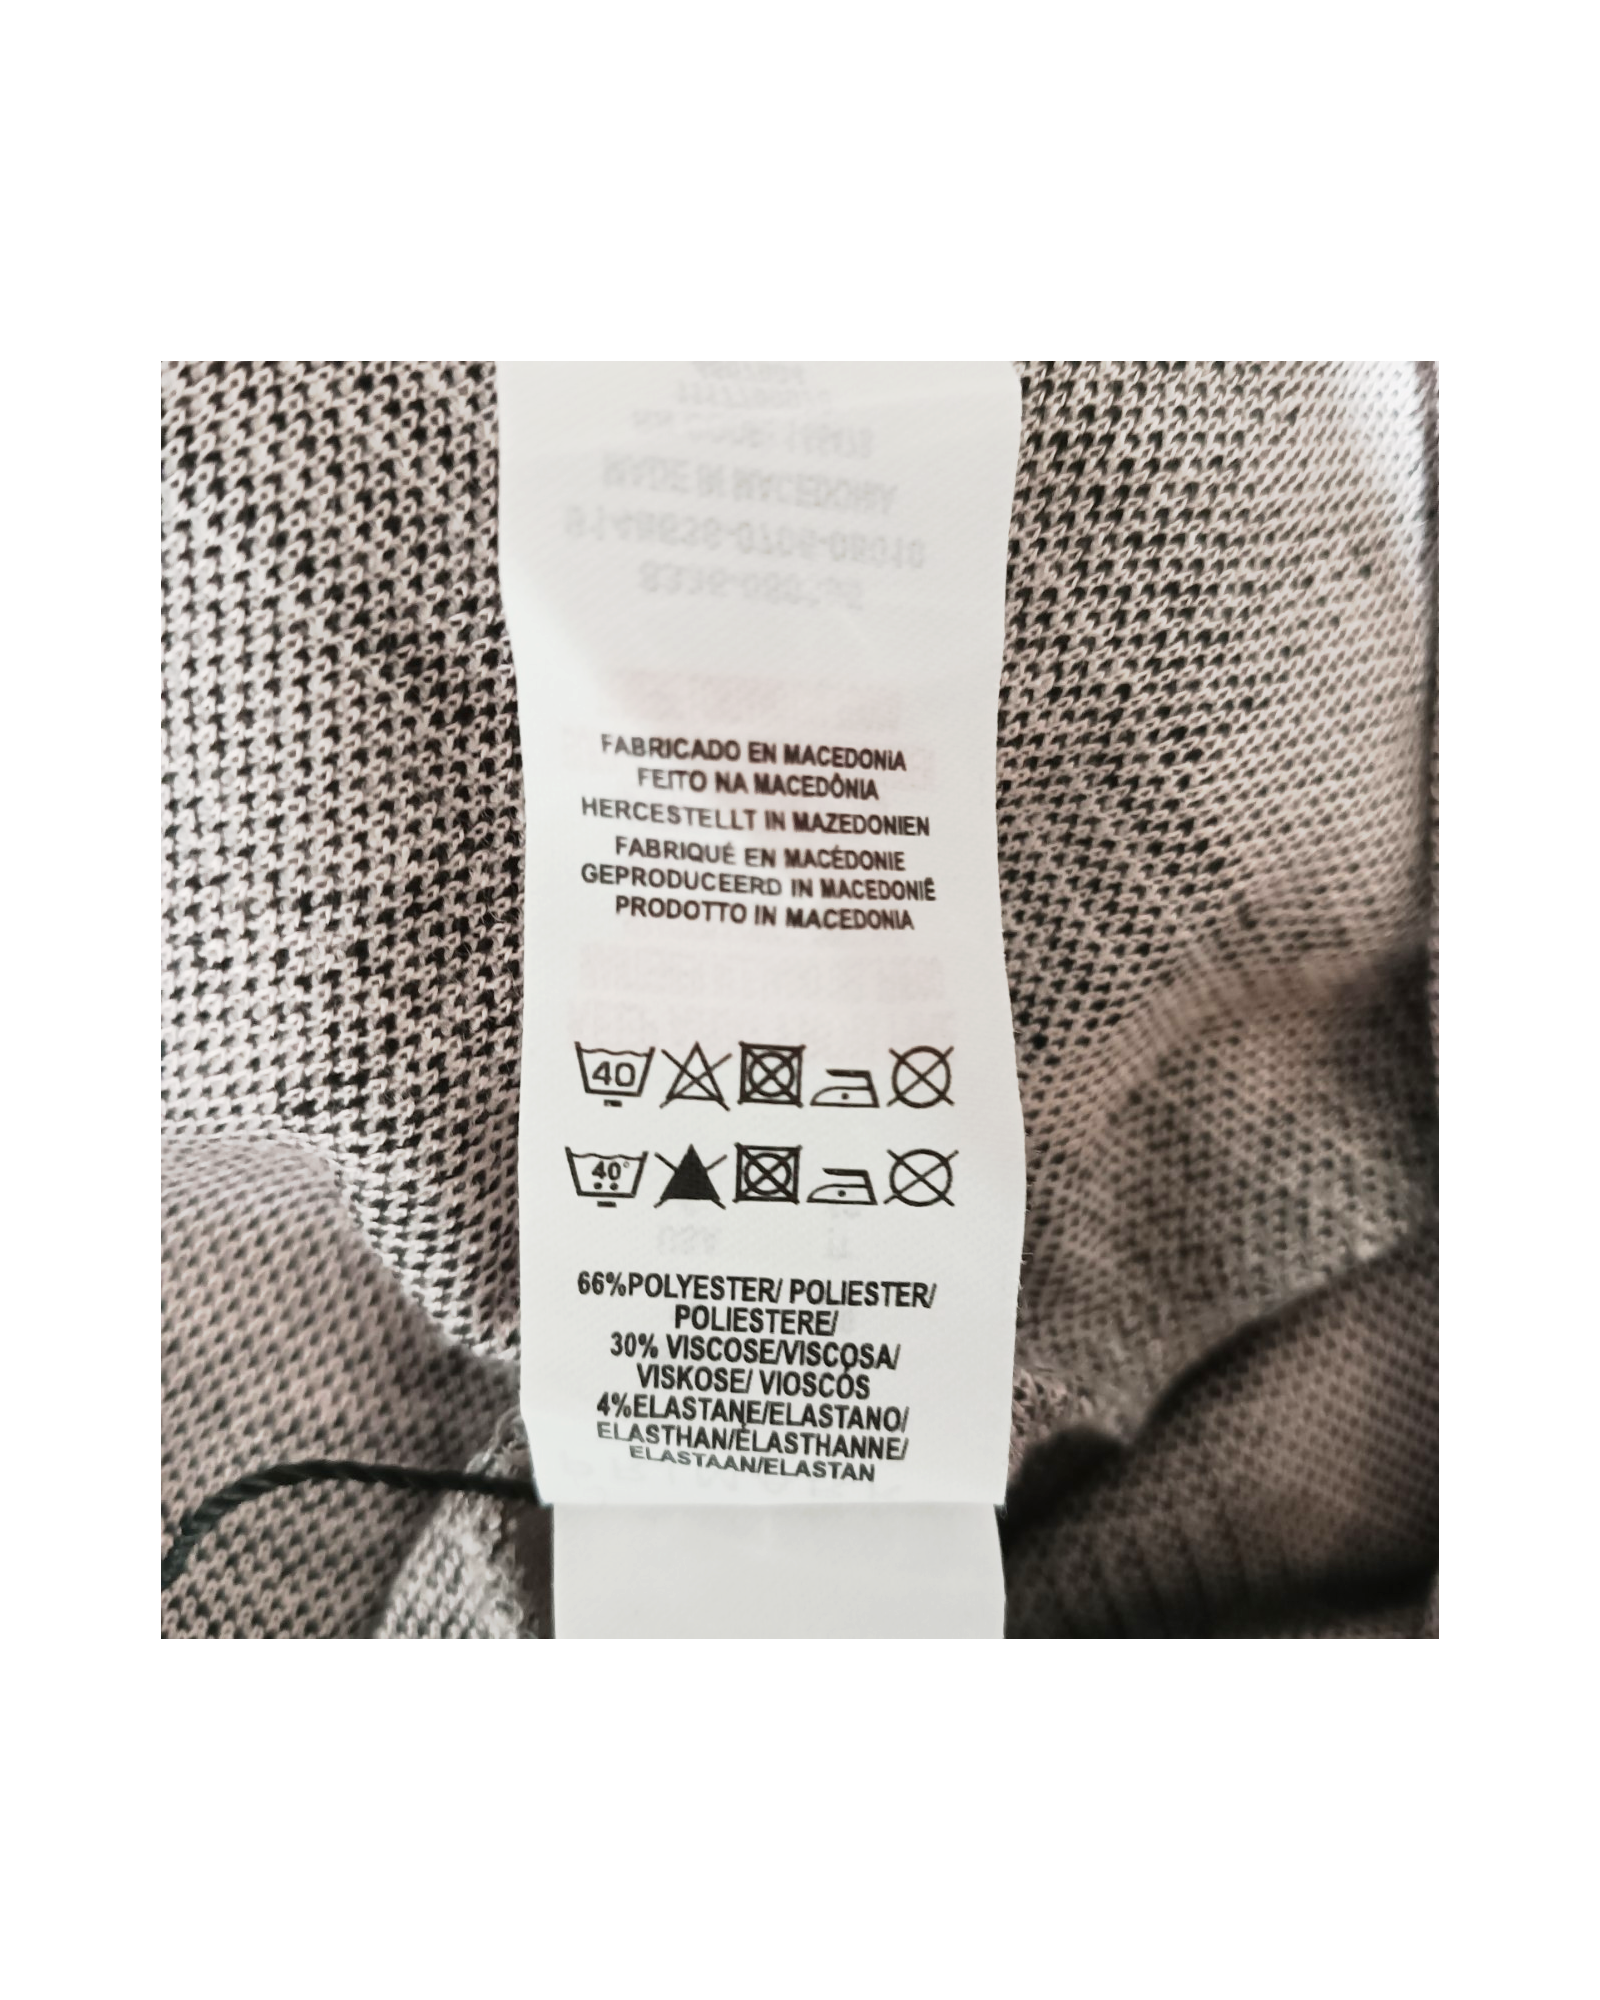 FABRICADO EN MACEDONIA
FEITO NA MACEDÔNIA
HERCESTELLT IN MAZEDONIEN
FABRIQUÉ EN MACÉDONIE
GEPRODUCEERD IN MACEDONIË
PRODOTTO IN MACEDONIA
40
40°
66%POLYESTER/ POLIESTER/
POLIESTERE/
30% VISCOSE/VISCOSA/
VISKOSE/ VIOSCÓS
4%ELASTANE/ELASTANO/
ELASTHAN/ÉLASTHANNE/
ELASTAAN/ELASTAN